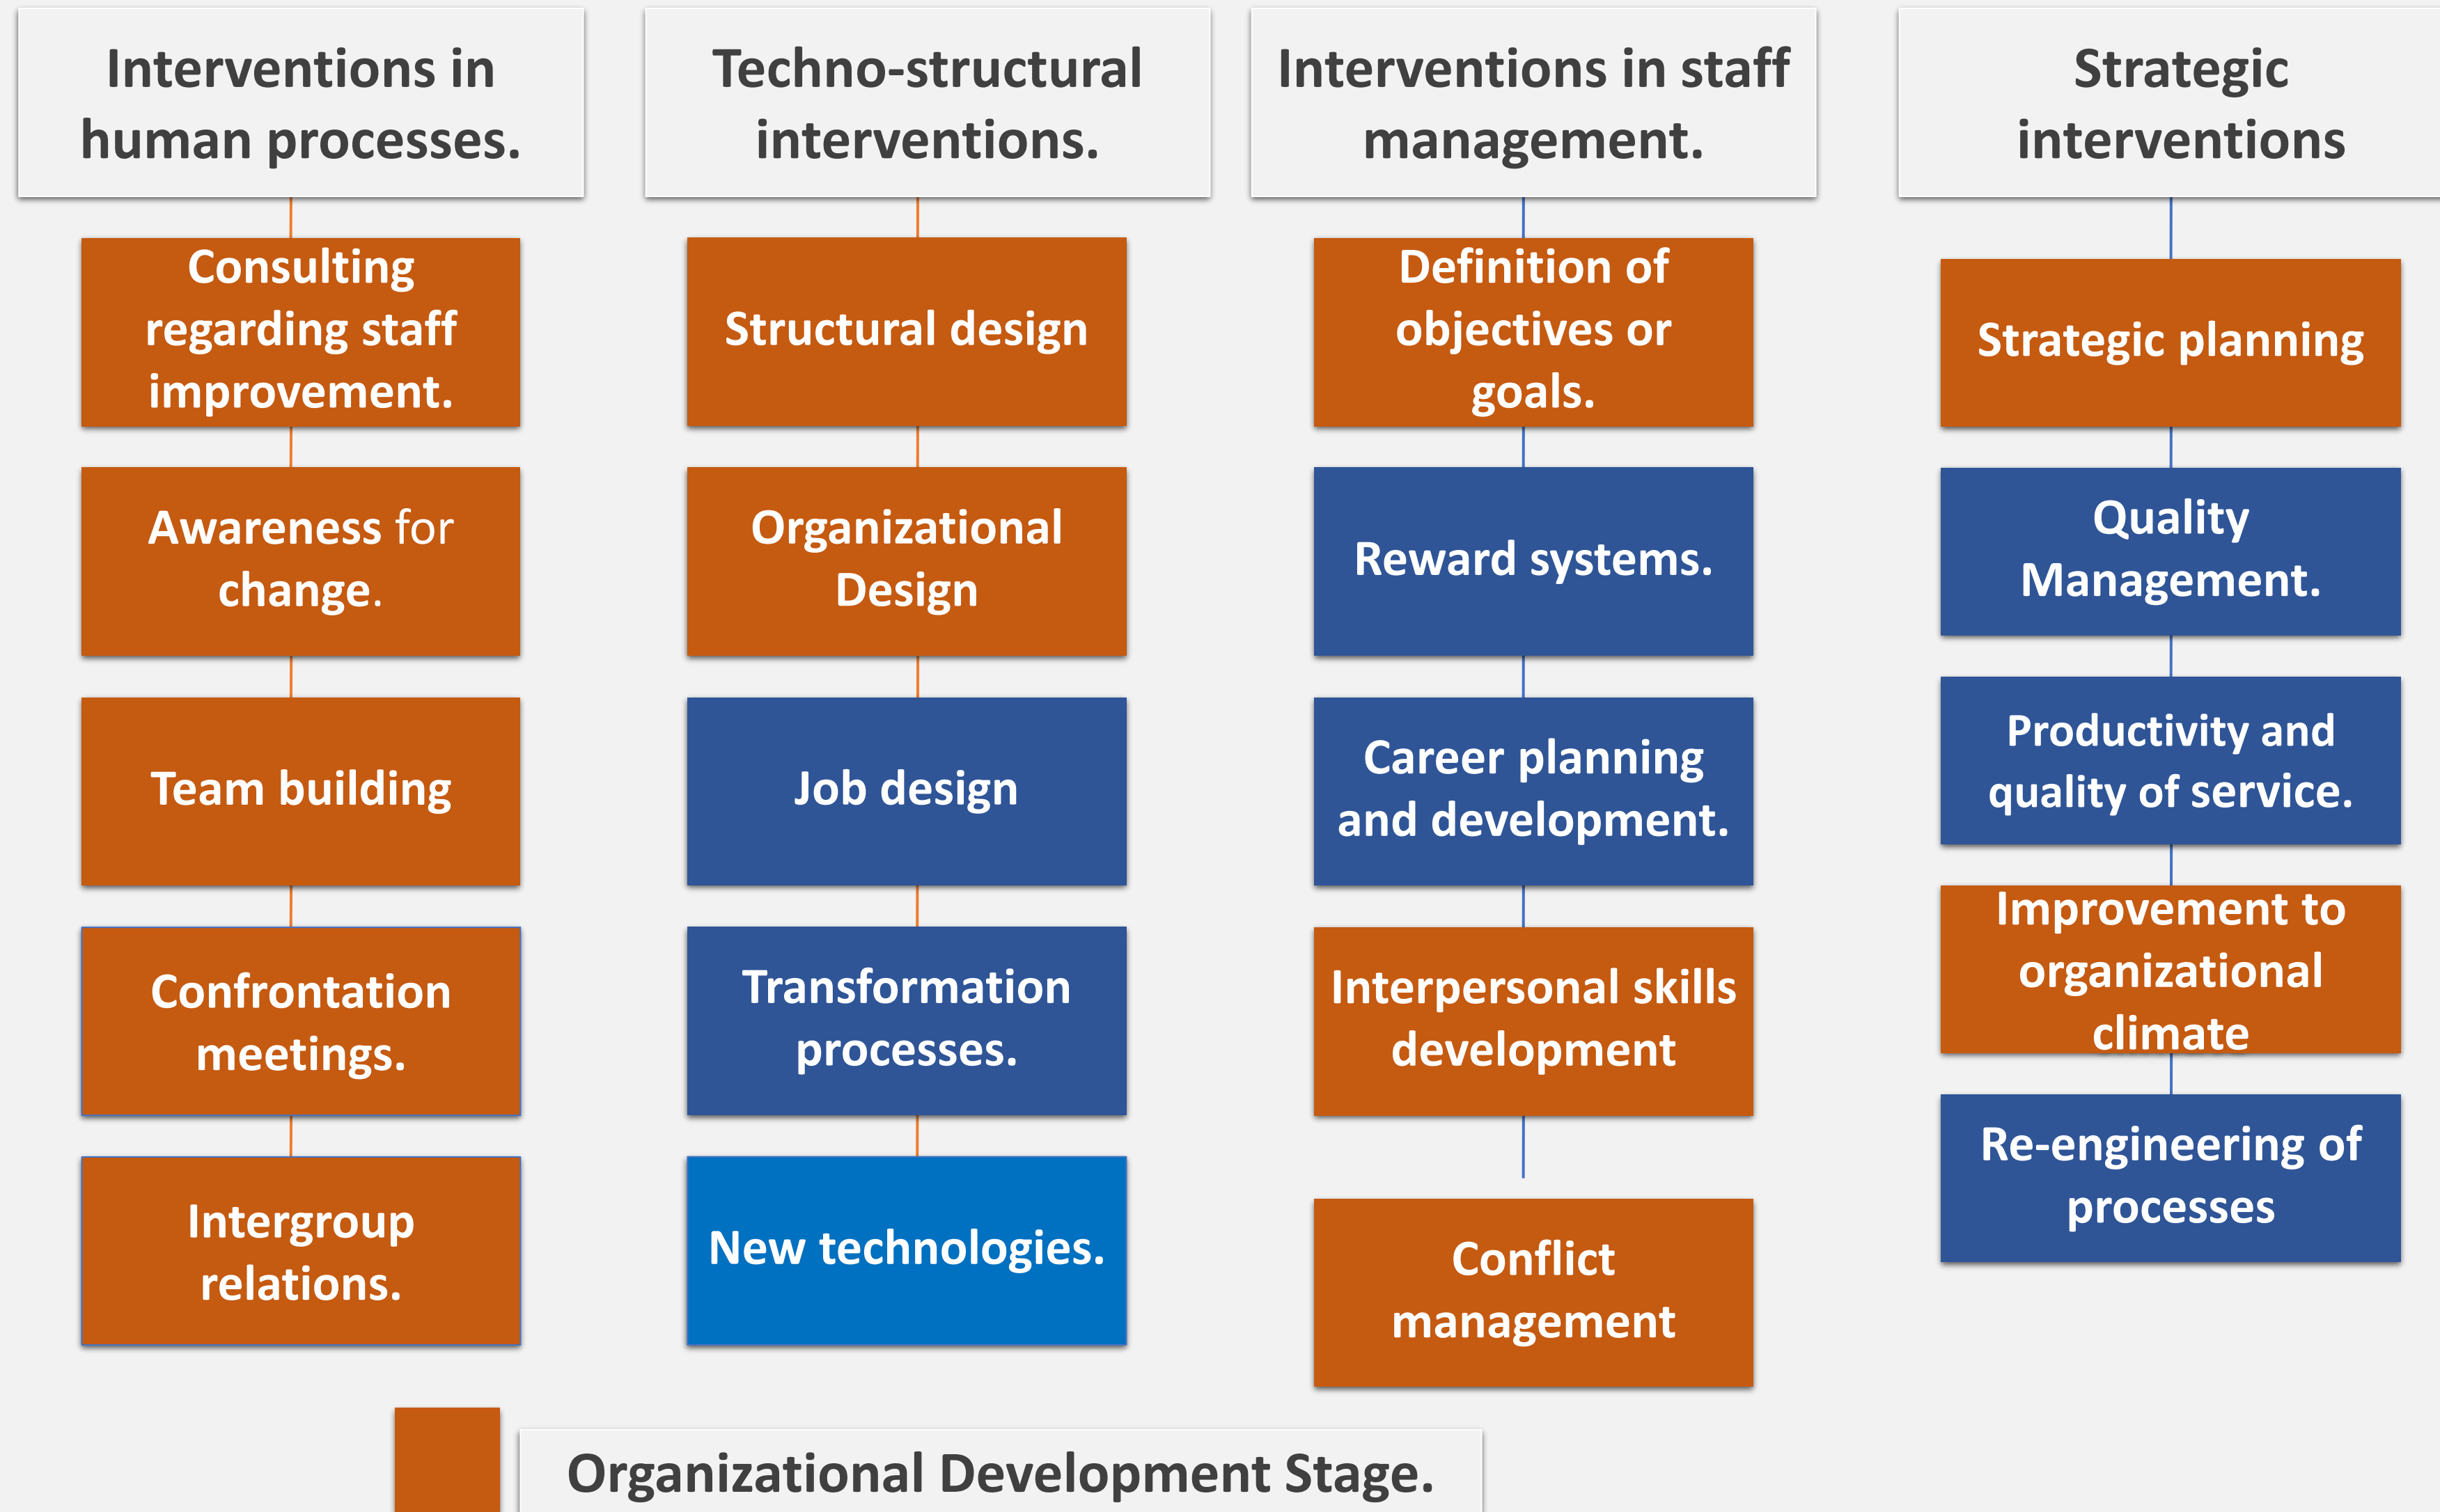 Interventions in
human processes.
Consulting
regarding staff
improvement.
Awareness for
change.
Team building
Confrontation
meetings.
Intergroup
relations.
Techno-structural
interventions.
Structural design
Organizational
Design
Job design
Transformation
processes.
New technologies.
Interventions in staff
management.
Definition of
objectives or
goals.
Reward systems.
Career planning
and development.
Interpersonal skills
development
Conflict
management
Strategic
interventions
Strategic planning
Quality
Management.
Productivity and
quality of service.
Improvement to
organizational
climate
Re-engineering of
processes
Organizational Development Stage.